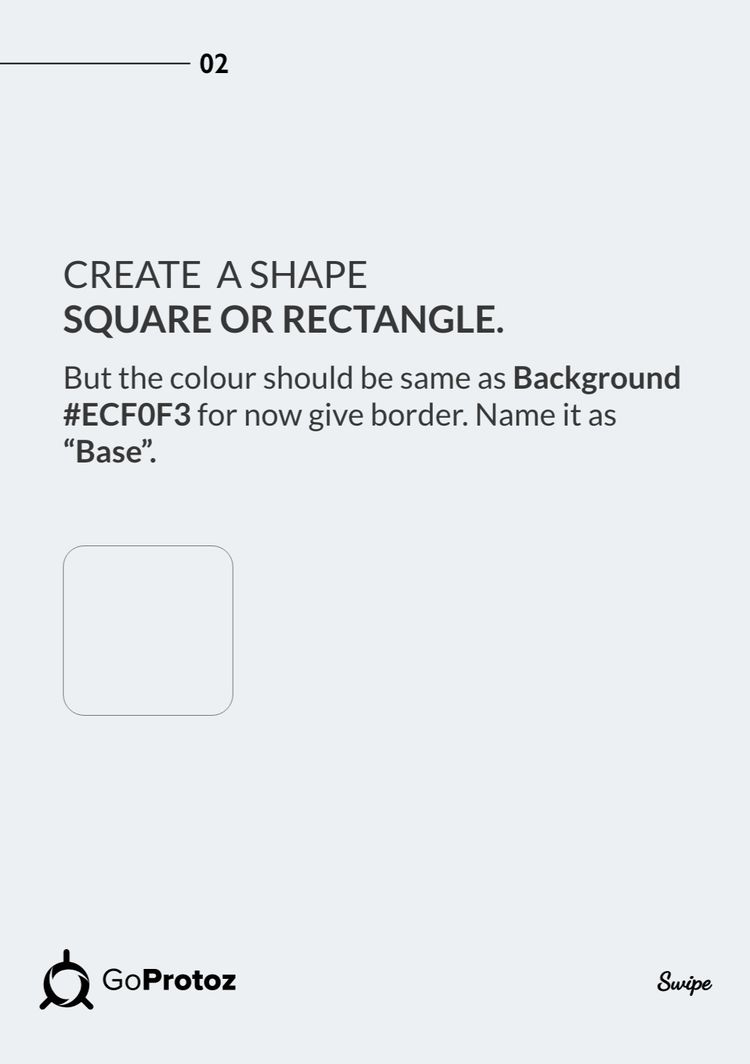 02
CREATE A SHAPE
SQUARE OR RECTANGLE.
But the colour should be same as Background
#ECF0F3 for now give border. Name it as
“Base”.
GoProtoz
Swipe